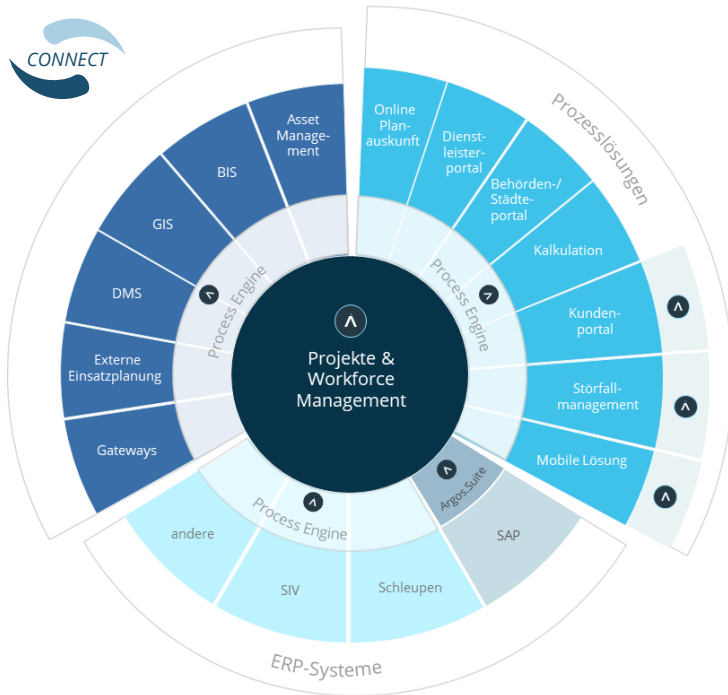 CONNECT
Asset
Manage-
ment
BIS
GIS
DMS
Externe
Einsatzplanung
Gateways
Process Engine
Online
Plan-
auskunft
Dienst-
leister-
portal
Behörden-/
Städte-
portal
Kalkulation
Kunden-
portal
Störfall-
management
Mobile Lösung
Process Engine
Prozesslösungen
Projekte &
Workforce
Management
Argos.Suite
SAP
Schleupen
SIV
andere
Process Engine
ERP-Systeme